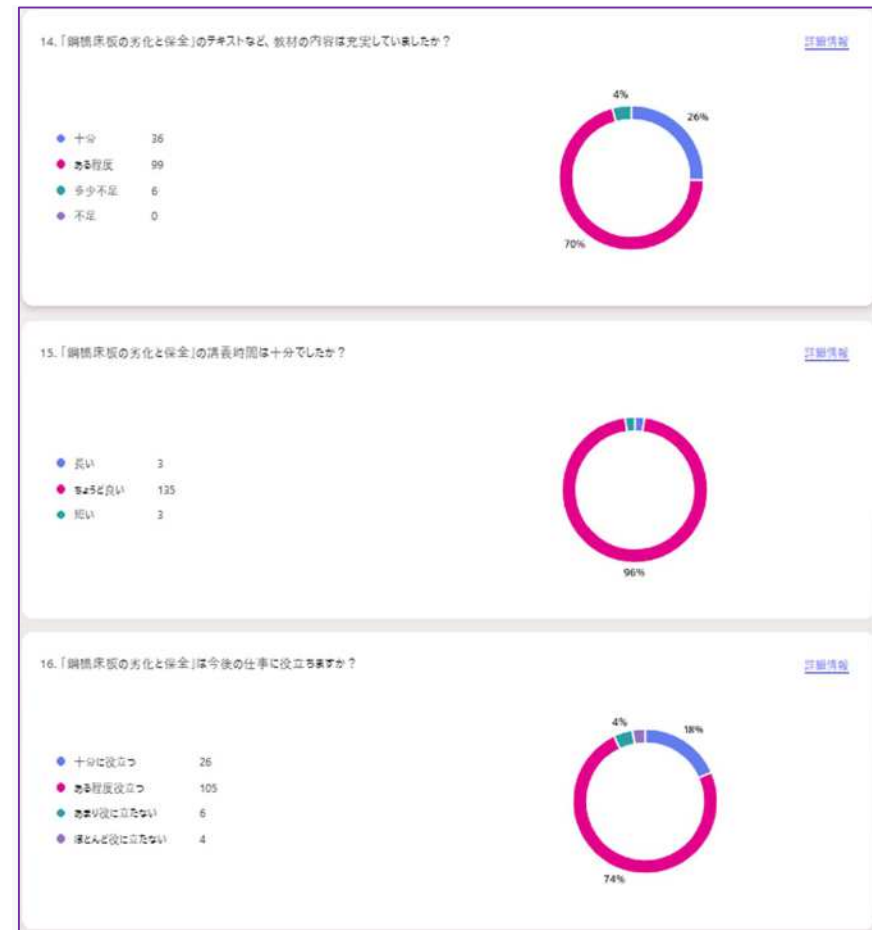 14.「鋼橋床板の劣化と保全」のテキストなど、教材の内容は充実していましたか？
詳細情報
4%
26%
十分 36
ある程度 99
多少不足 6
不足 0
70%
15.「鋼橋床板の劣化と保全」の講義時間は十分でしたか？
詳細情報
長い 3
ちょうど良い 135
短い 3
96%
16.「鋼橋床板の劣化と保全」は今後の仕事に役立ちますか？
詳細情報
4%
18%
十分に役立つ 26
ある程度役立つ 105
あまり役に立たない 6
ほとんど役に立たない 4
74%